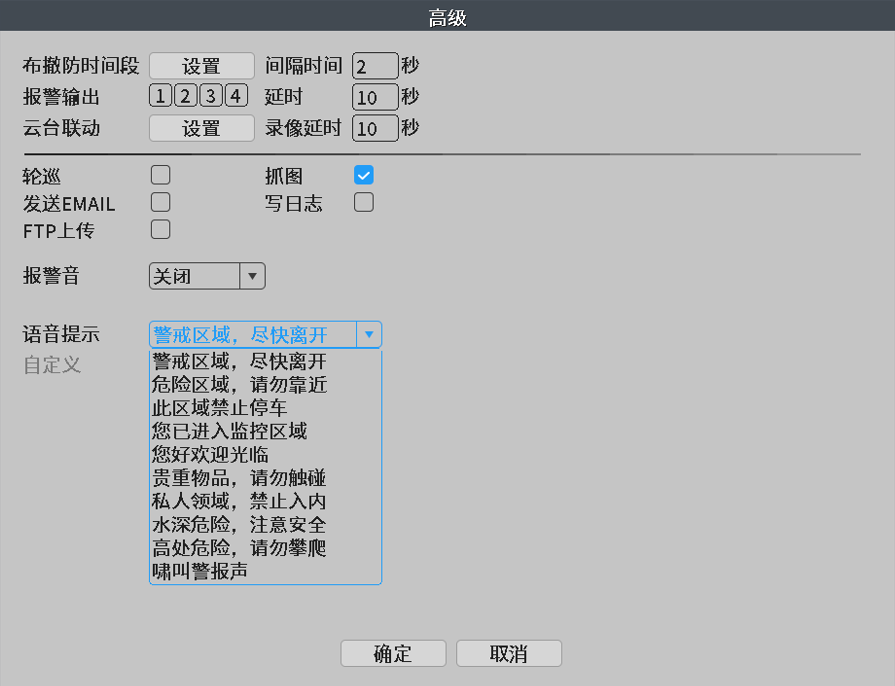 高级
布撤防时间段 设置 间隔时间 2 秒
报警输出 1 2 3 4 延时 10 秒
云台联动 设置 录像延时 10 秒
轮巡 抓图
发送EMAIL 写日志
FTP上传
报警音 关闭
语音提示 警戒区域，尽快离开
自定义 警戒区域，尽快离开
危险区域，请勿靠近
此区域禁止停车
您已进入监控区域
您好欢迎光临
贵重物品，请勿触碰
私人领域，禁止入内
水深危险，注意安全
高处危险，请勿攀爬
啸叫警报声
确定 取消